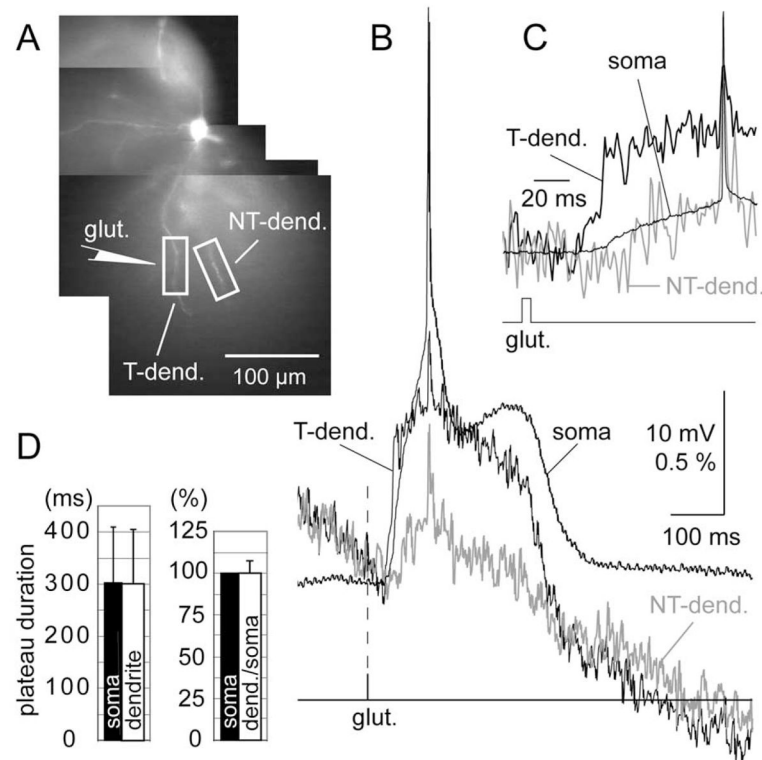 A
glut.
NT-dend.
T-dend.
100 µm
B
T-dend.
soma
10 mV
0.5 %
100 ms
NT-dend.
glut.
C
soma
T-dend.
20 ms
NT-dend.
glut.
D
(ms)
400
300
200
100
0
plateau duration
soma
dendrite
(%)
125
100
75
50
25
0
soma
dend./soma